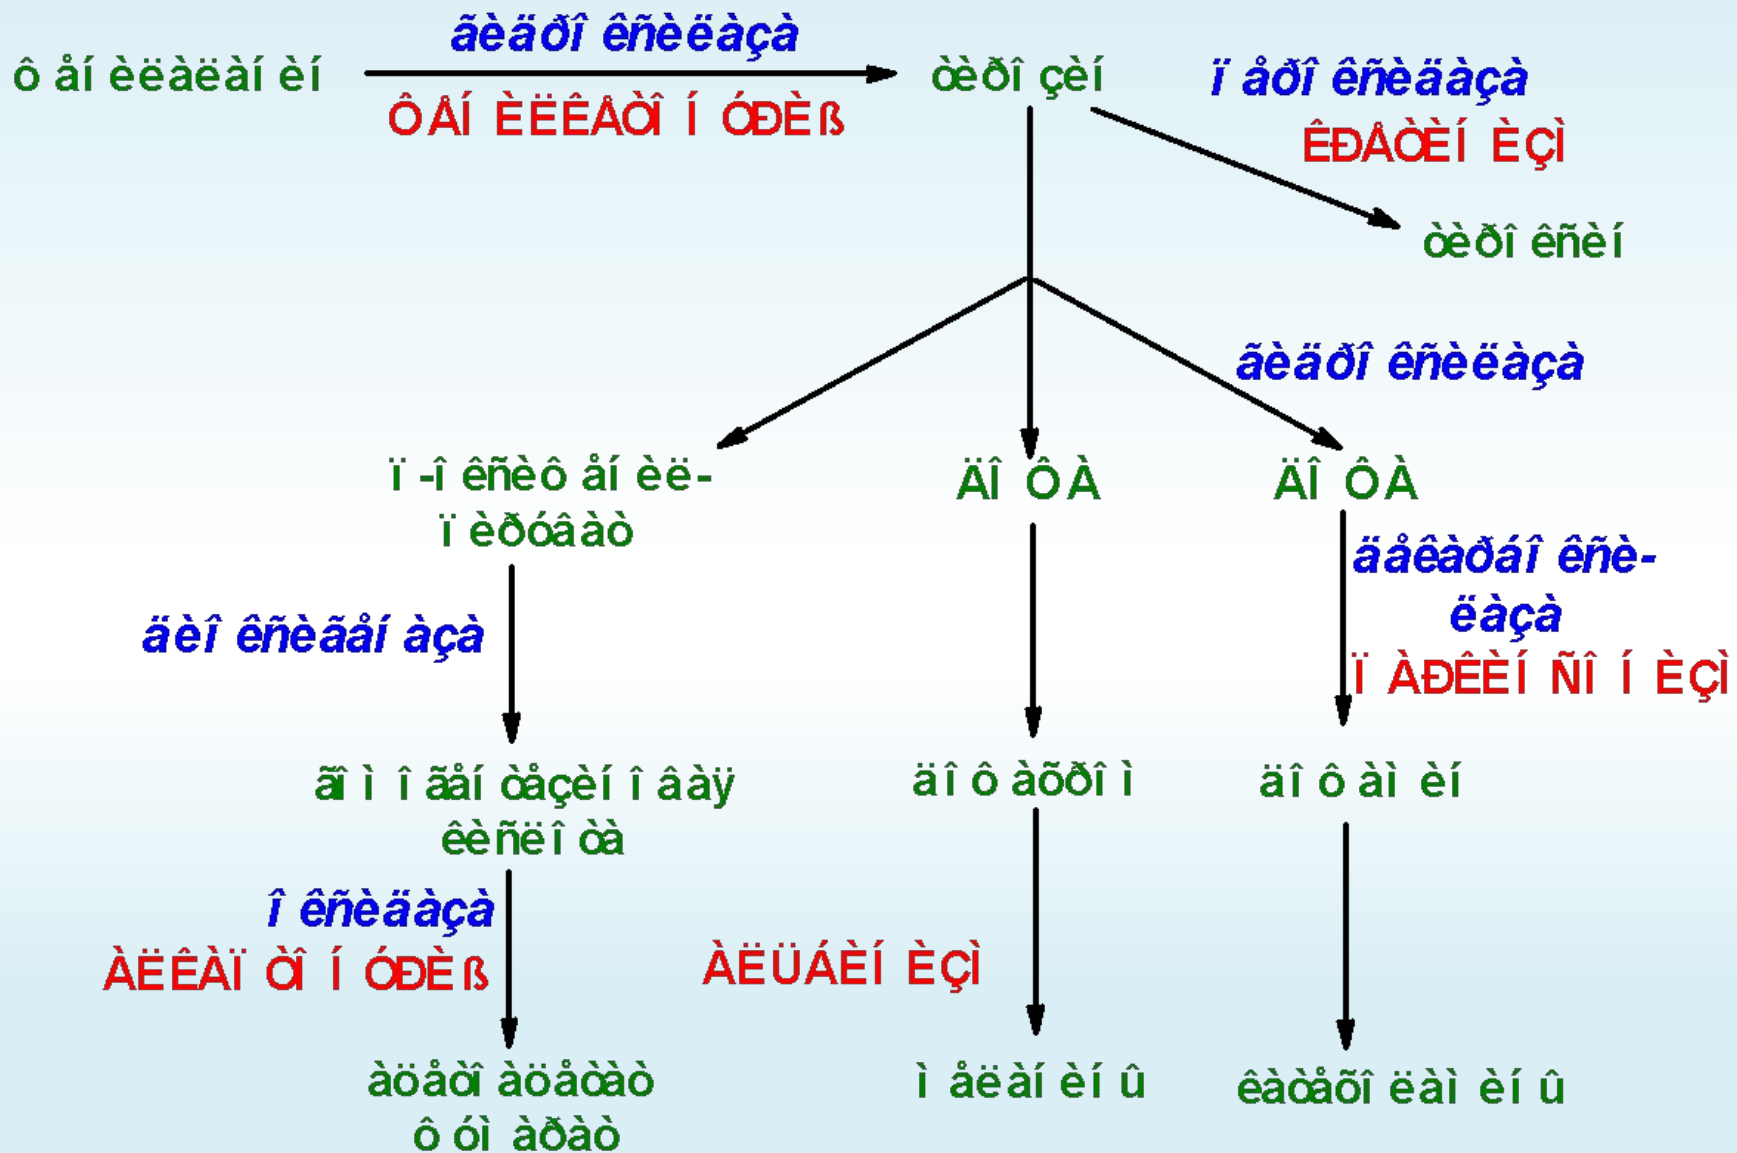 ãèäðî êñèëàçà
ô åí èëàëàí èí
òèðî çèí
ï åðî êñèäàçà
ÔÅÍ ÈËÊÅÒÎ Í ÓÐÈß
ÊÐÅÒÈÍ ÈÇÌ
òèðî êñèí
ãèäðî êñèëàçà
ï -î êñèô åí èë-
ï èðóâàò
ÄÎ ÔÀ
ÄÎ ÔÀ
äåêàðáî êñè-
ëàçà
äèî êñèãåí àçà
Ï ÀÐÊÈÍ ÑÎ Í ÈÇÌ
ãî ì î ãåí òåçèí î âàÿ
êèñëî òà
äî ô àõðî ì
äî ô àì èí
î êñèäàçà
ÀËÊÀÏ ÒÎ Í ÓÐÈß
ÀËÜÁÈÍ ÈÇÌ
àöåòî àöåòàò
ô óì àðàò
ì åëàí èí û
êàòåõî ëàì èí û